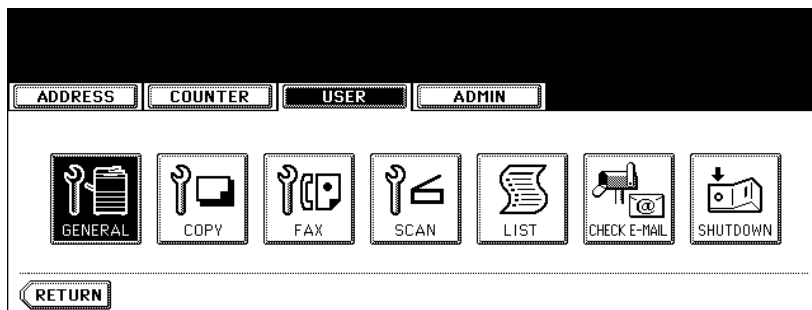 ADDRESS COUNTER USER ADMIN
GENERAL COPY FAX SCAN LIST CHECK E-MAIL SHUTDOWN
RETURN